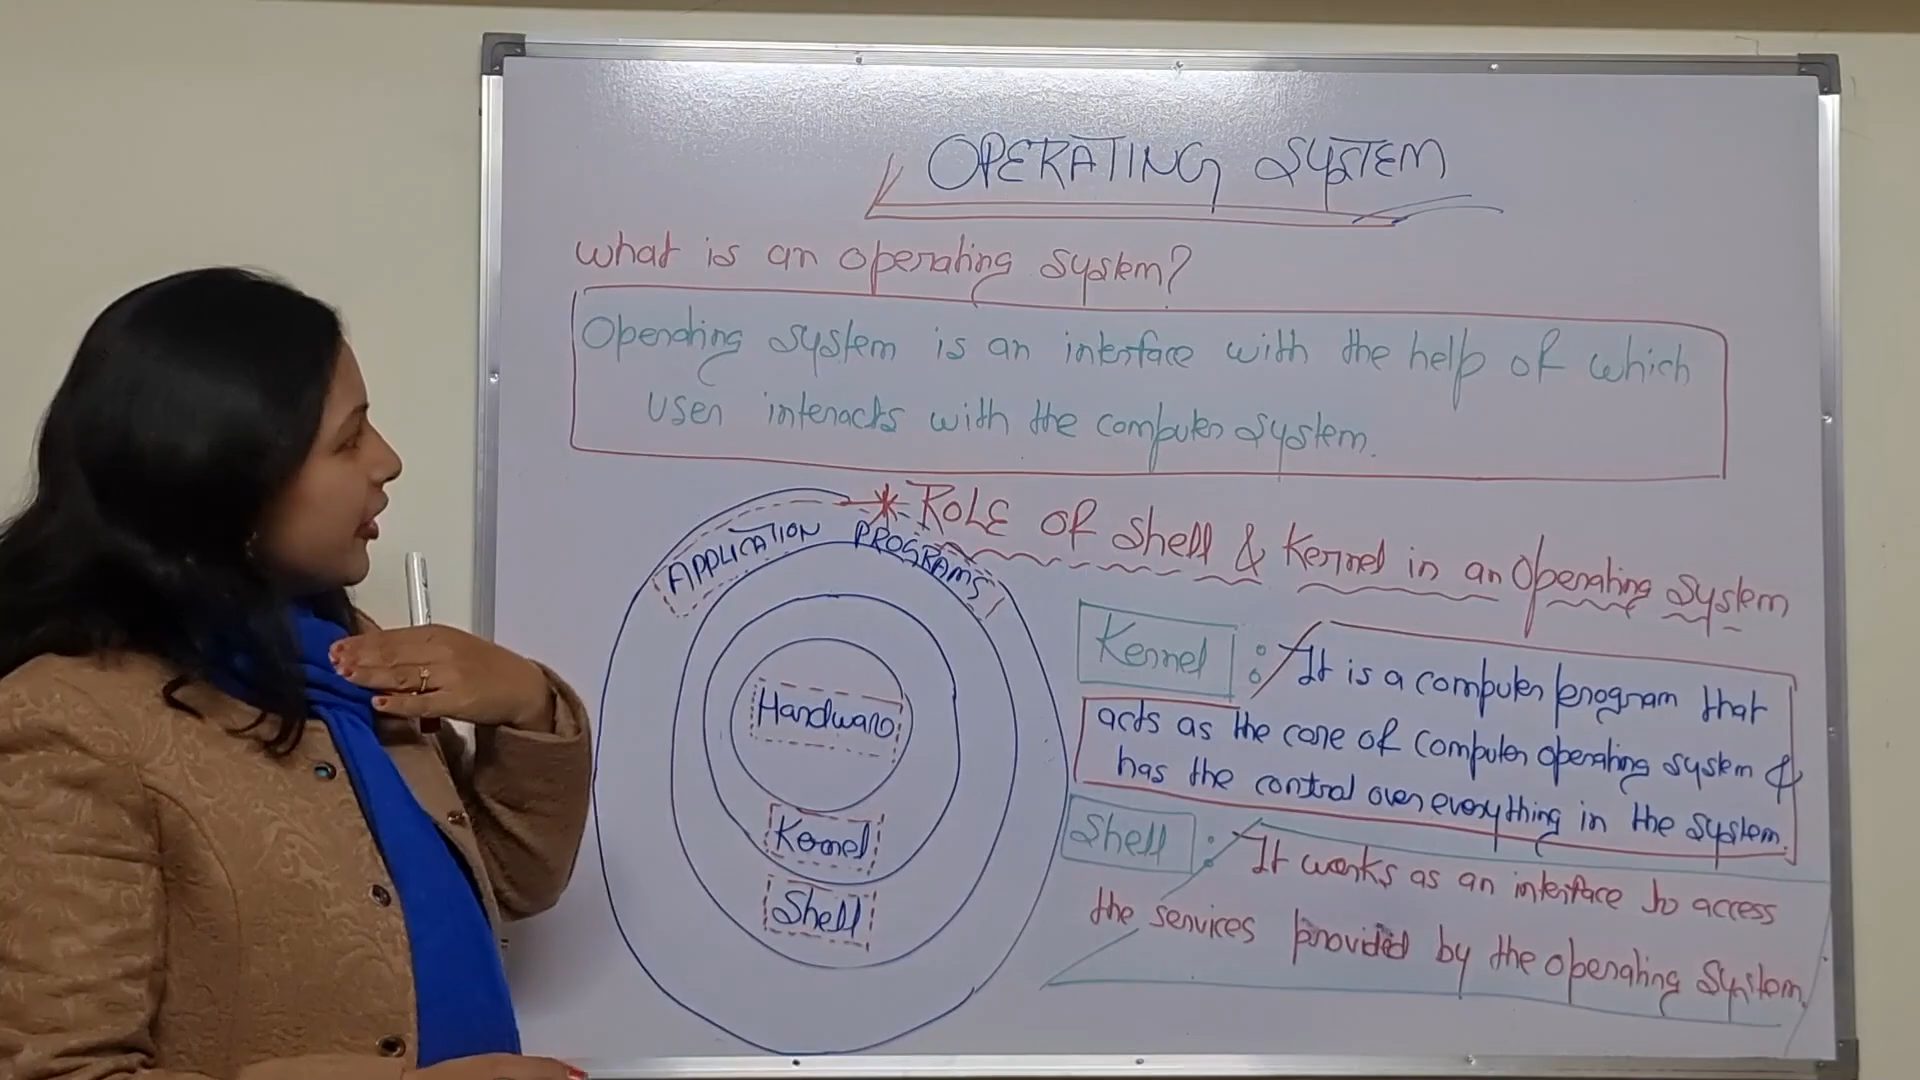 OPERATING SYSTEM
What is an operating system?
Operating system is an interface with the help of which
user interacts with the computer system.
* ROLE OF Shell & Kernel in an Operating System
APPLICATION PROGRAMS
Hardware
Kernel
Shell
Kernel : It is a computer program that
acts as the core of computer operating system &
has the control over everything in the system.
Shell : It works as an interface to access
the services provided by the operating System.